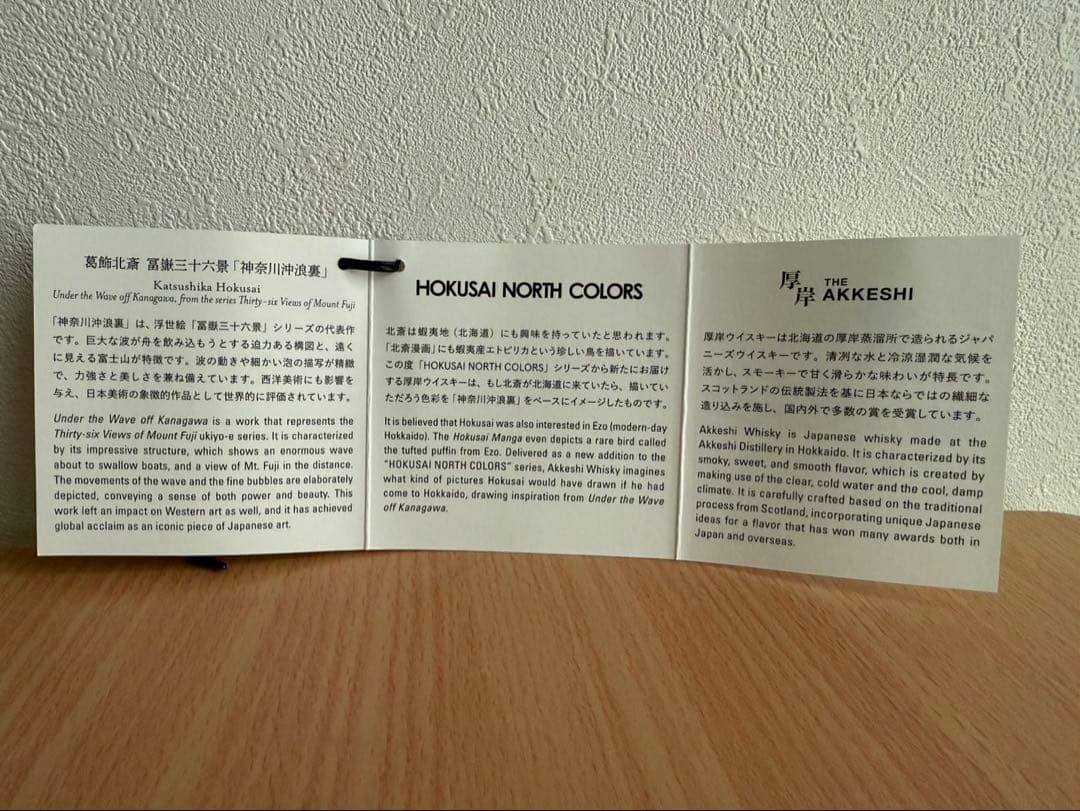 葛飾北斎 冨嶽三十六景「神奈川沖浪裏」
Katsushika Hokusai
Under the Wave off Kanagawa, from the series Thirty-six Views of Mount Fuji
「神奈川沖浪裏」は、浮世絵「冨嶽三十六景」シリーズの代表作
です。巨大な波が舟を飲み込もうとする迫力ある構図と、遠く
に見える富士山が特徴です。波の動きや細かい泡の描写が精緻
で、力強さと美しさを兼ね備えています。西洋美術にも影響を
与え、日本美術の象徴的作品として世界的に評価されています。
Under the Wave off Kanagawa is a work that represents the
Thirty-six Views of Mount Fuji ukiyo-e series. It is characterized
by its impressive structure, which shows an enormous wave
about to swallow boats, and a view of Mt. Fuji in the distance.
The movements of the wave and the fine bubbles are elaborately
depicted, conveying a sense of both power and beauty. This
work left an impact on Western art as well, and it has achieved
global acclaim as an iconic piece of Japanese art.
HOKUSAI NORTH COLORS
北斎は蝦夷地（北海道）にも興味を持っていたと思われます。
「北斎漫画」にも蝦夷産エトピリカという珍しい鳥を描いています。
この度「HOKUSAI NORTH COLORS」シリーズから新たにお届け
する厚岸ウイスキーは、もし北斎が北海道に来ていたら、描いてい
ただろう色彩を「神奈川沖浪裏」をベースにイメージしたものです。
It is believed that Hokusai was also interested in Ezo (modern-day
Hokkaido). The Hokusai Manga even depicts a rare bird called
the tufted puffin from Ezo. Delivered as a new addition to the
"HOKUSAI NORTH COLORS" series, Akkeshi Whisky imagines
what kind of pictures Hokusai would have drawn if he had
come to Hokkaido, drawing inspiration from Under the Wave
off Kanagawa.
厚岸 THE
AKKESHI
厚岸ウイスキーは北海道の厚岸蒸溜所で造られるジャパ
ニーズウイスキーです。清冽な水と冷涼湿潤な気候を
活かし、スモーキーで甘く滑らかな味わいが特長です。
スコットランドの伝統製法を基に日本ならではの繊細な
造り込みを施し、国内外で多数の賞を受賞しています。
Akkeshi Whisky is Japanese whisky made at the
Akkeshi Distillery in Hokkaido. It is characterized by its
smoky, sweet, and smooth flavor, which is created by
making use of the clear, cold water and the cool, damp
climate. It is carefully crafted based on the traditional
process from Scotland, incorporating unique Japanese
ideas for a flavor that has won many awards both in
Japan and overseas.